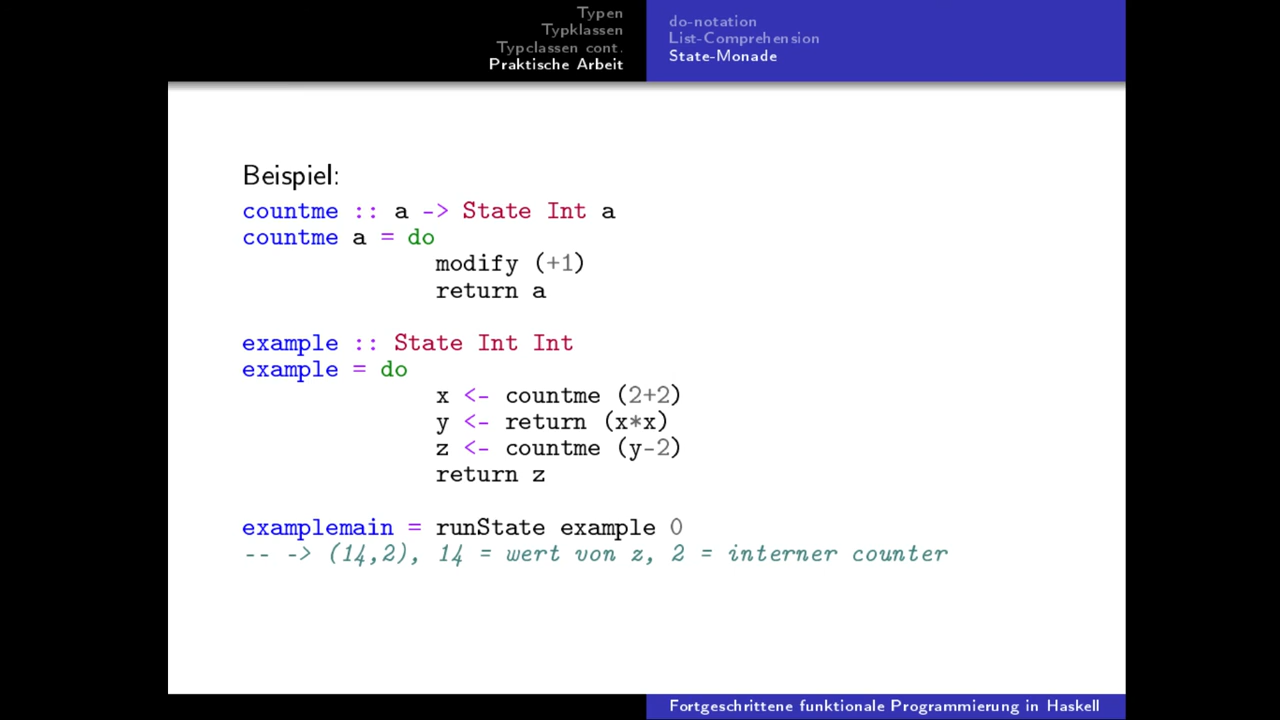 Typen
Typklassen
Typclassen cont.
Praktische Arbeit
do-notation
List-Comprehension
State-Monade
Beispiel:
countme :: a -> State Int a
countme a = do
modify (+1)
return a
example :: State Int Int
example = do
x <- countme (2+2)
y <- return (x*x)
z <- countme (y-2)
return z
examplemain = runState example 0
-- -> (14,2), 14 = wert von z, 2 = interner counter
Fortgeschrittene funktionale Programmierung in Haskell